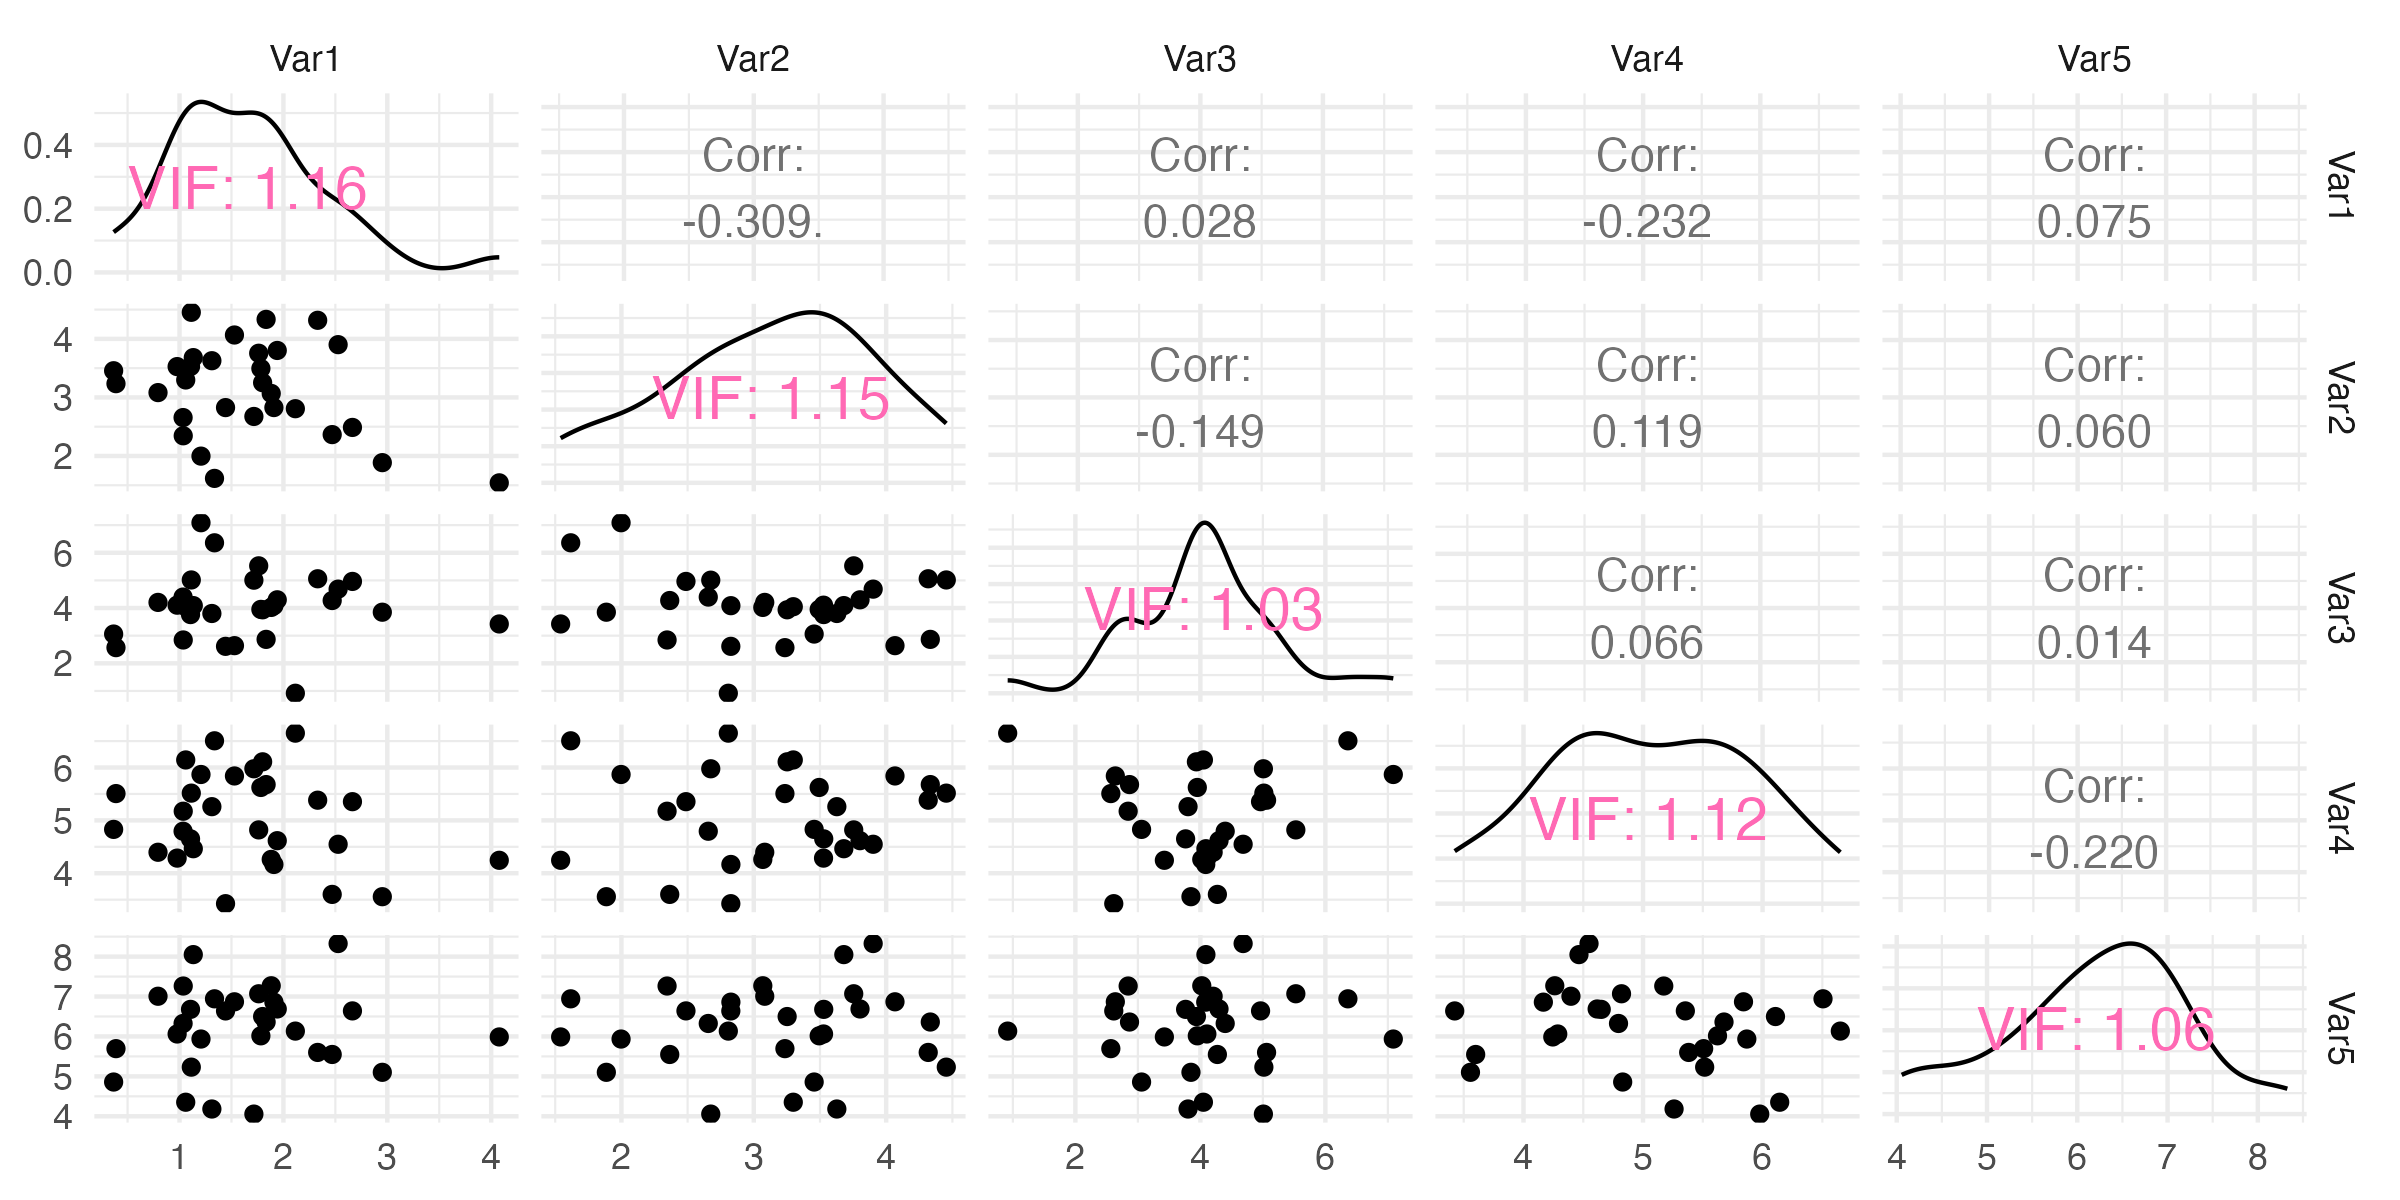 Var1 Var2 Var3 Var4 Var5
0.4
0.2
0.0
VIF: 1.16
Corr:
-0.309.
Corr:
0.028
Corr:
-0.232
Corr:
0.075
Var1
4
3
2
VIF: 1.15
Corr:
-0.149
Corr:
0.119
Corr:
0.060
Var2
6
4
2
VIF: 1.03
Corr:
0.066
Corr:
0.014
Var3
6
5
4
VIF: 1.12
Corr:
-0.220
Var4
8
7
6
5
4
VIF: 1.06
Var5
1 2 3 4 2 3 4 2 4 6 4 5 6 4 5 6 7 8